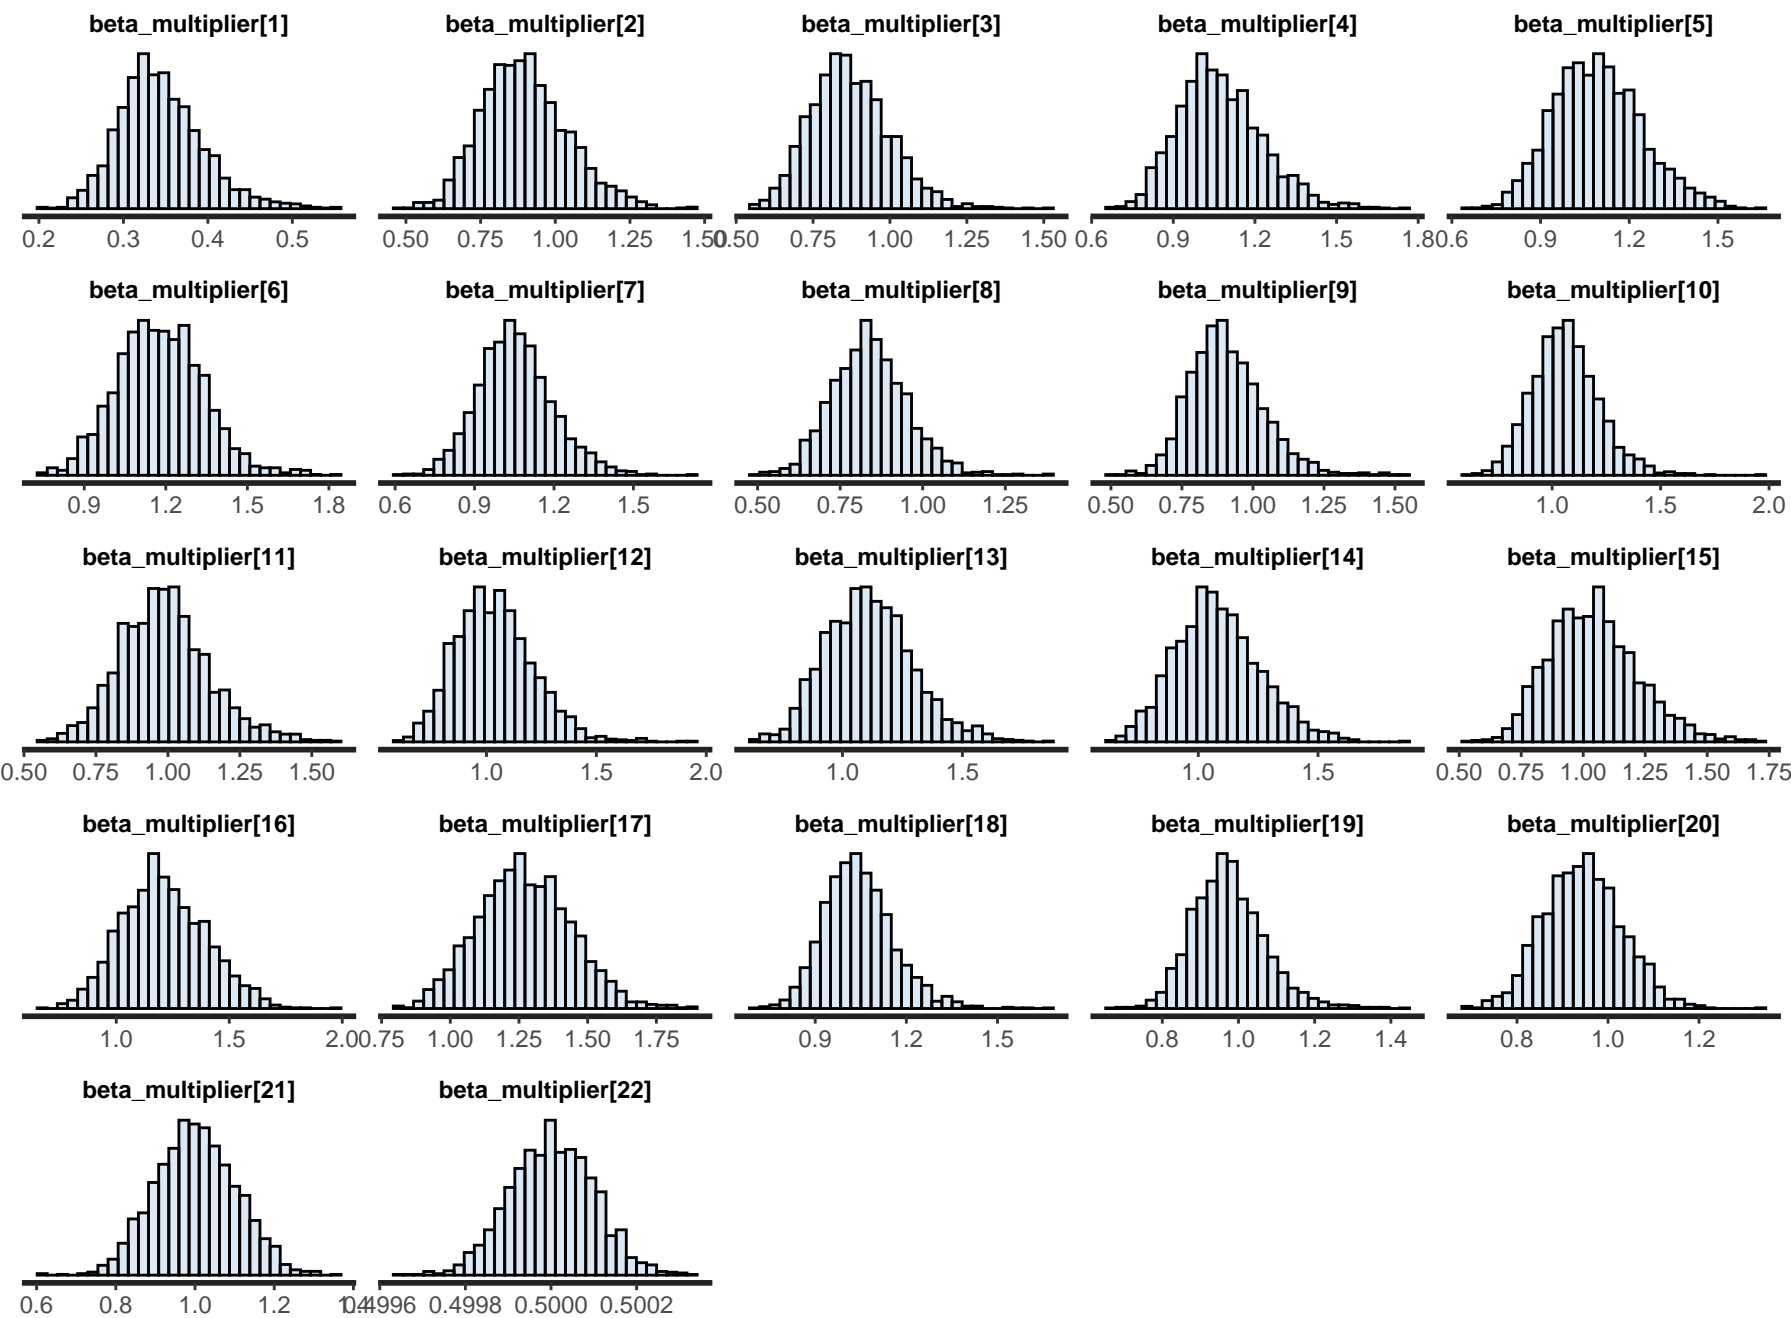 beta_multiplier[1] beta_multiplier[2] beta_multiplier[3] beta_multiplier[4] beta_multiplier[5]
0.2 0.3 0.4 0.5 0.50 0.75 1.00 1.25 1.50 0.50 0.75 1.00 1.25 1.50 0.6 0.9 1.2 1.5 1.8 0.6 0.9 1.2 1.5
beta_multiplier[6] beta_multiplier[7] beta_multiplier[8] beta_multiplier[9] beta_multiplier[10]
0.9 1.2 1.5 1.8 0.6 0.9 1.2 1.5 0.50 0.75 1.00 1.25 0.50 0.75 1.00 1.25 1.50 1.0 1.5 2.0
beta_multiplier[11] beta_multiplier[12] beta_multiplier[13] beta_multiplier[14] beta_multiplier[15]
0.50 0.75 1.00 1.25 1.50 1.0 1.5 2.0 1.0 1.5 1.0 1.5 0.50 0.75 1.00 1.25 1.50 1.75
beta_multiplier[16] beta_multiplier[17] beta_multiplier[18] beta_multiplier[19] beta_multiplier[20]
1.0 1.5 2.0 0.75 1.00 1.25 1.50 1.75 0.9 1.2 1.5 0.8 1.0 1.2 1.4 0.8 1.0 1.2
beta_multiplier[21] beta_multiplier[22]
0.6 0.8 1.0 1.2 1.4 0.4996 0.4998 0.5000 0.5002